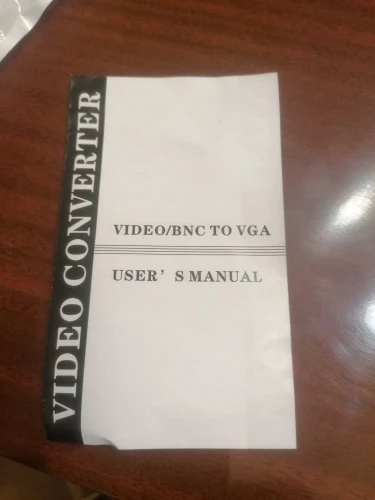 VIDEO CONVERTER
VIDEO/BNC TO VGA
USER'S MANUAL